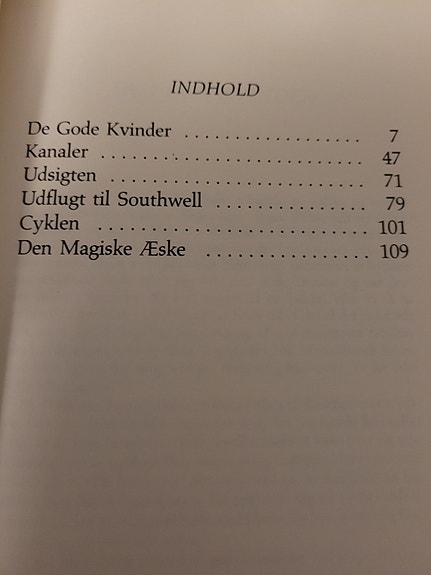 INDHOLD
De Gode Kvinder .................. 7
Kanaler ........................... 47
Udsigten .......................... 71
Udflugt til Southwell ............... 79
Cyklen ............................ 101
Den Magiske Æske ................. 109